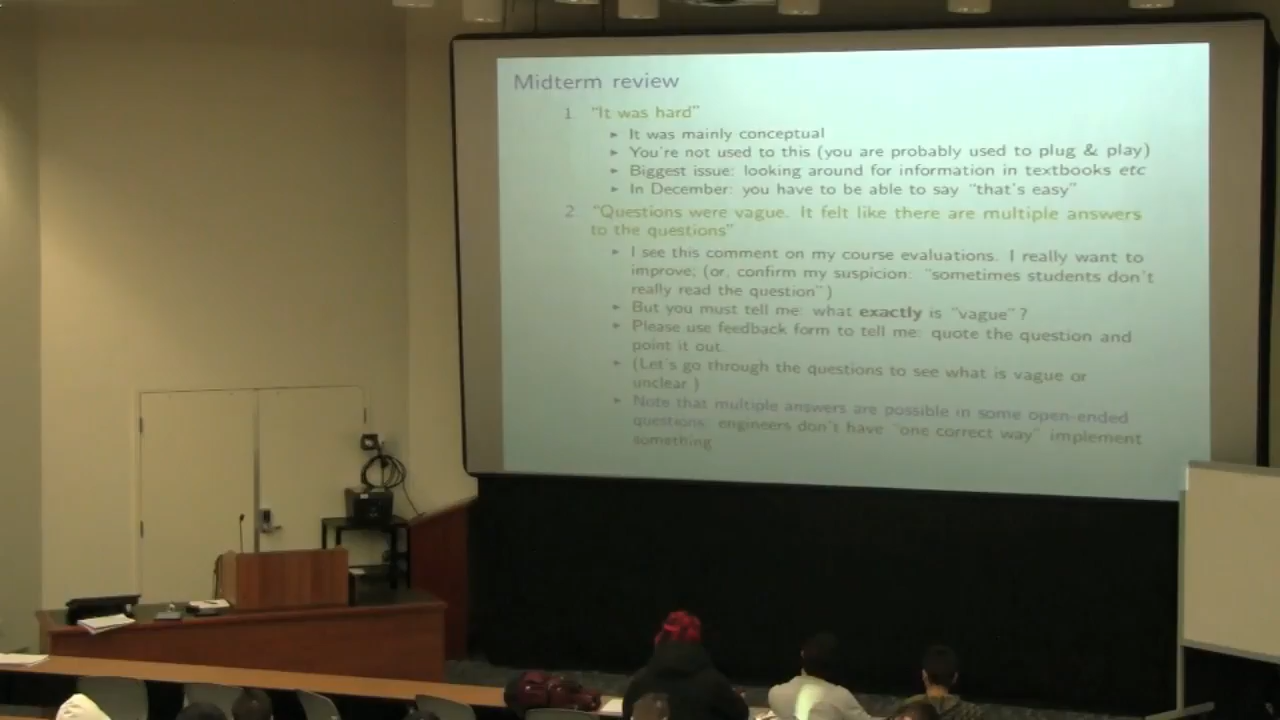 Midterm review
1. "It was hard"
► It was mainly conceptual
► You're not used to this (you are probably used to plug & play)
► Biggest issue: looking around for information in textbooks etc
► In December: you have to be able to say "that's easy"
2. "Questions were vague. It felt like there are multiple answers
to the questions"
► I see this comment on my course evaluations. I really want to
improve; (or, confirm my suspicion: "sometimes students don't
really read the question")
► But you must tell me: what exactly is "vague"?
► Please use feedback form to tell me: quote the question and
point it out.
► (Let's go through the questions to see what is vague or
unclear.)
► Note that multiple answers are possible in some open-ended
questions: engineers don't have "one correct way" implement
something